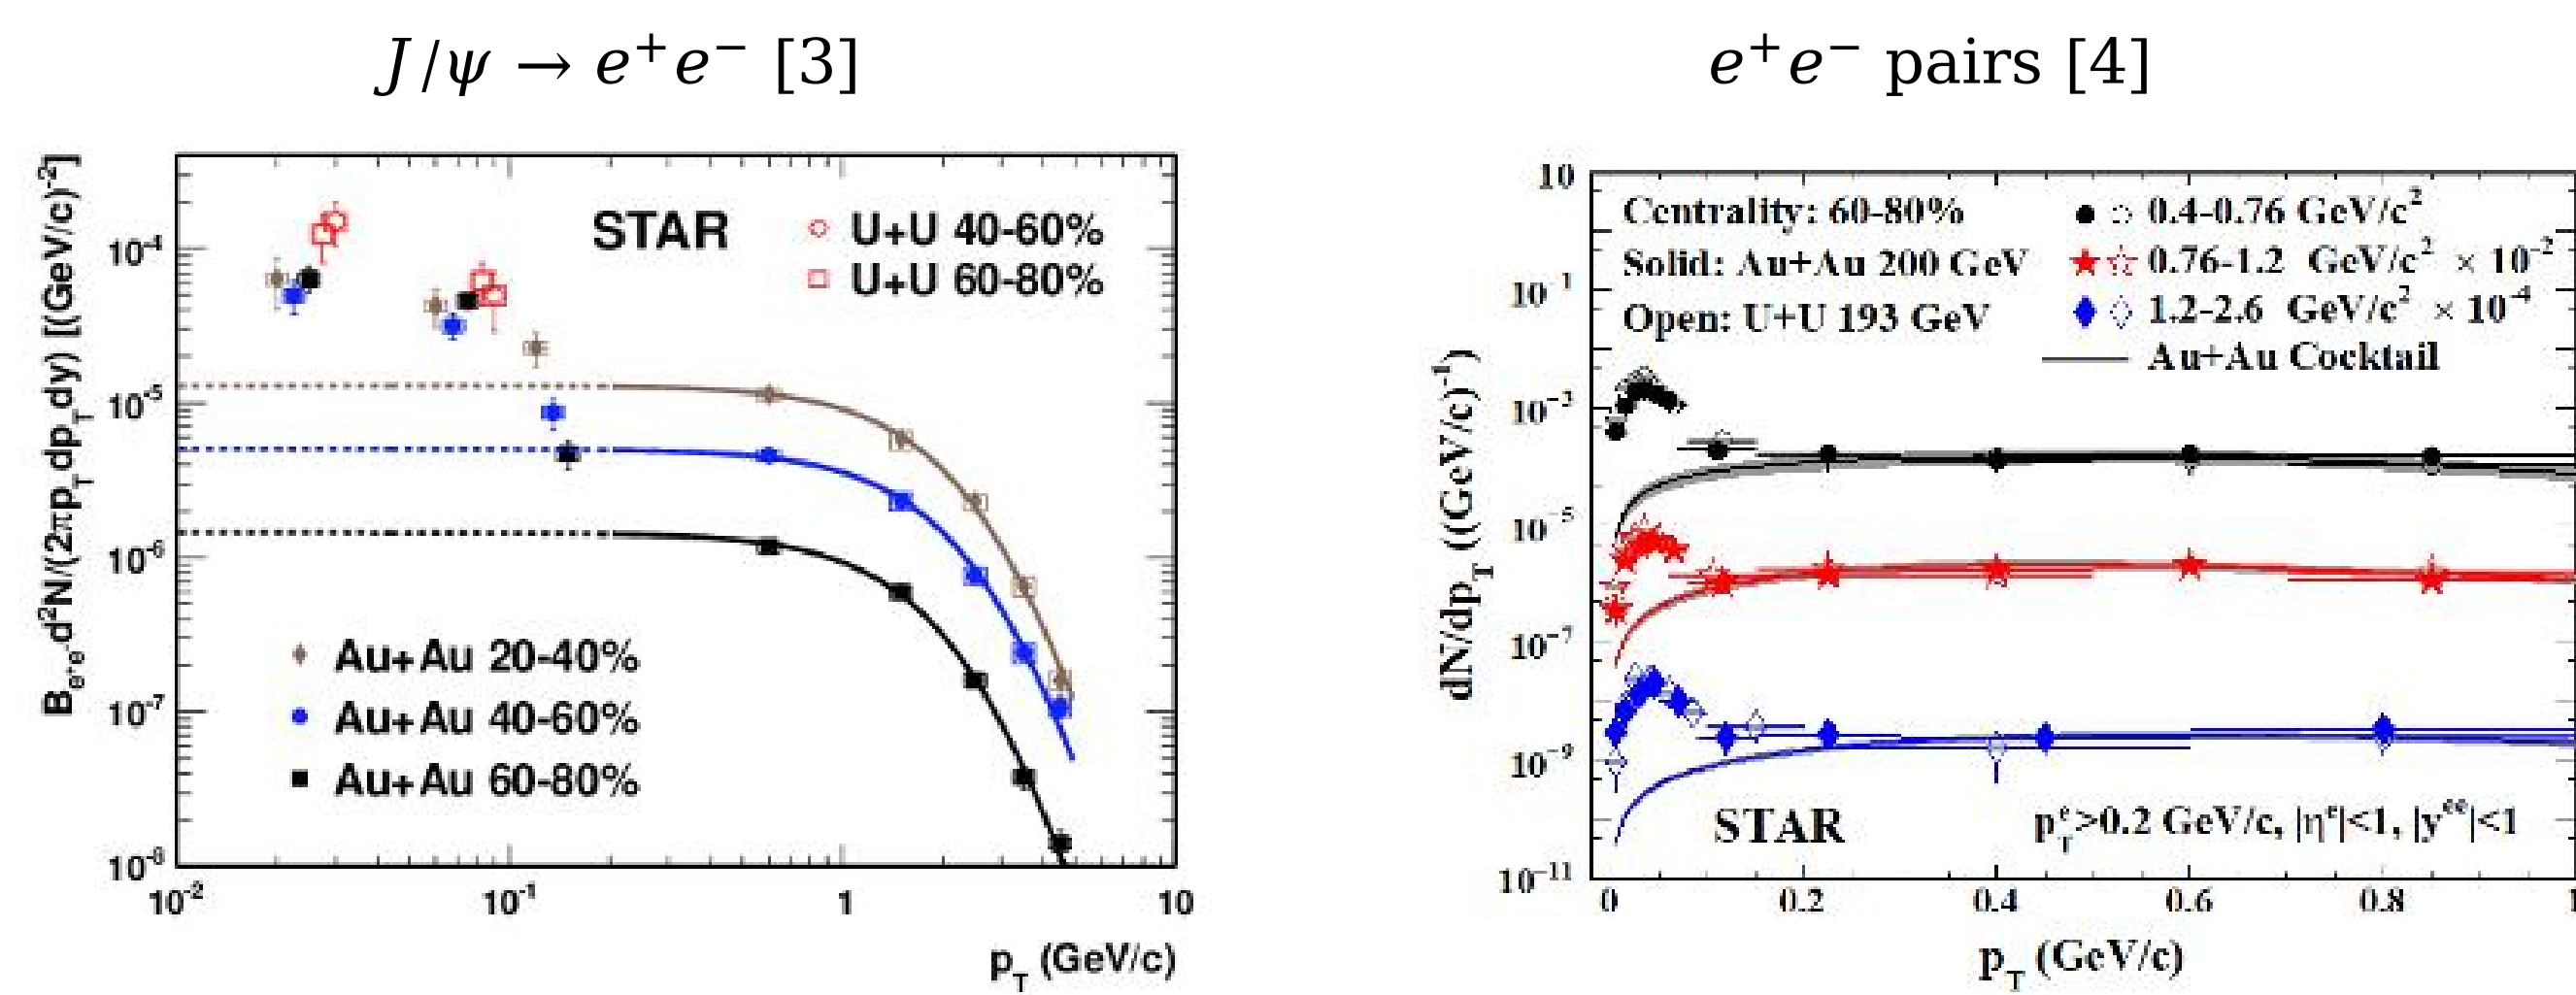 J/ψ → e⁺e⁻ [3]
B_{e⁺e⁻}d²N/(2πp_T dp_T dy) [(GeV/c)⁻²]
STAR
U+U 40-60%
U+U 60-80%
10⁻⁴
10⁻⁵
10⁻⁶
10⁻⁷
10⁻⁸
Au+Au 20-40%
Au+Au 40-60%
Au+Au 60-80%
10⁻² 10⁻¹ 1 10
p_T (GeV/c)
e⁺e⁻ pairs [4]
dN/dp_T ((GeV/c)⁻¹)
10
10⁻¹
10⁻³
10⁻⁵
10⁻⁷
10⁻⁹
10⁻¹¹
Centrality: 60-80%
Solid: Au+Au 200 GeV
Open: U+U 193 GeV
0.4-0.76 GeV/c²
0.76-1.2 GeV/c² × 10⁻²
1.2-2.6 GeV/c² × 10⁻⁴
Au+Au Cocktail
STAR
p_T^e>0.2 GeV/c, |η^e|<1, |y^{ee}|<1
0 0.2 0.4 0.6 0.8 1
p_T (GeV/c)